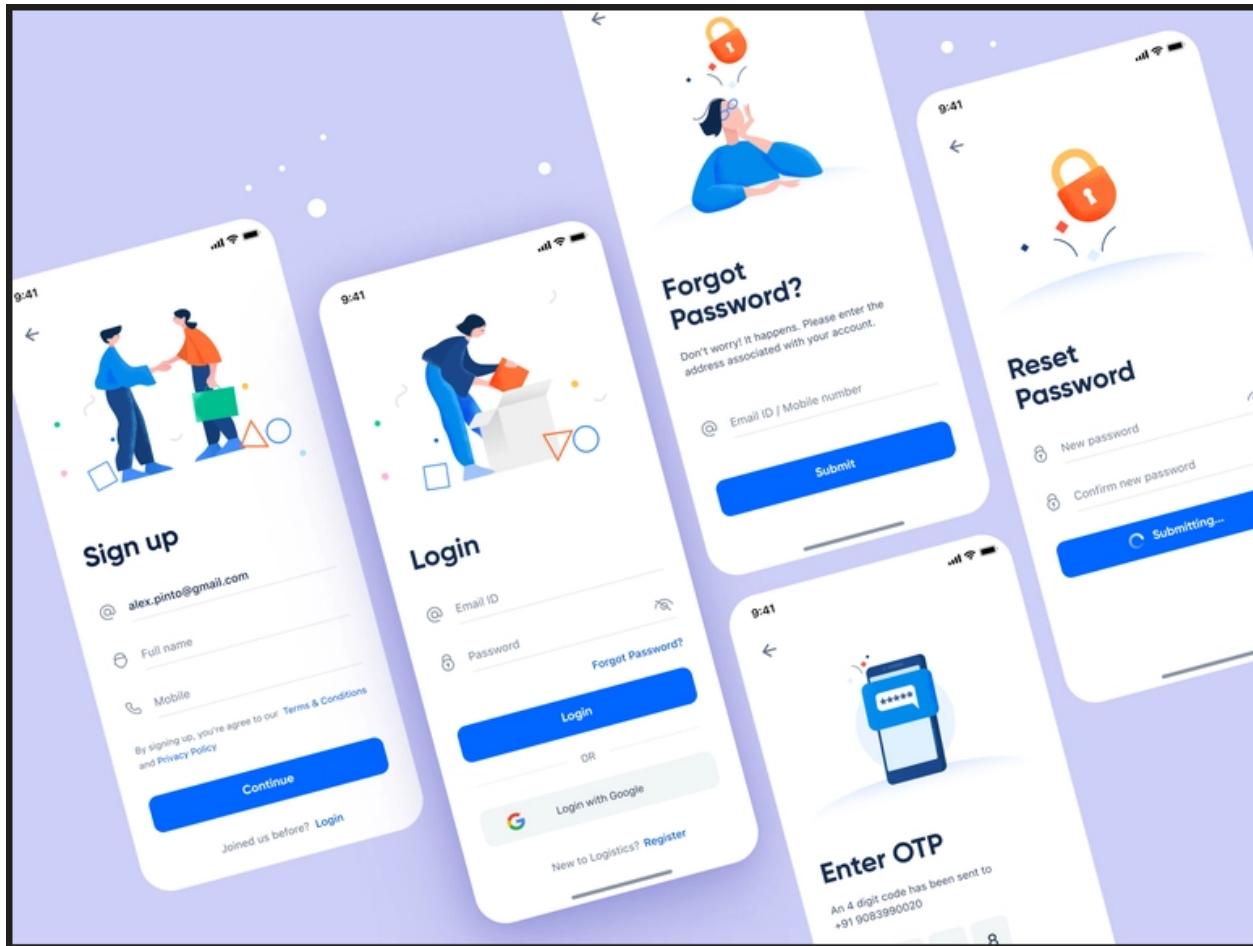 9:41
Sign up
alex.pinto@gmail.com
Full name
Mobile
By signing up, you're agree to our Terms & Conditions
and Privacy Policy
Continue
Joined us before? Login
9:41
Login
Email ID
Password
Forgot Password?
Login
OR
G
Login with Google
New to Logistics? Register
Forgot
Password?
Don't worry! It happens. Please enter the
address associated with your account.
Email ID / Mobile number
Submit
9:41
*****
Enter OTP
An 4 digit code has been sent to
+91 9083990020
8
9:41
Reset
Password
New password
Confirm new password
Submitting...